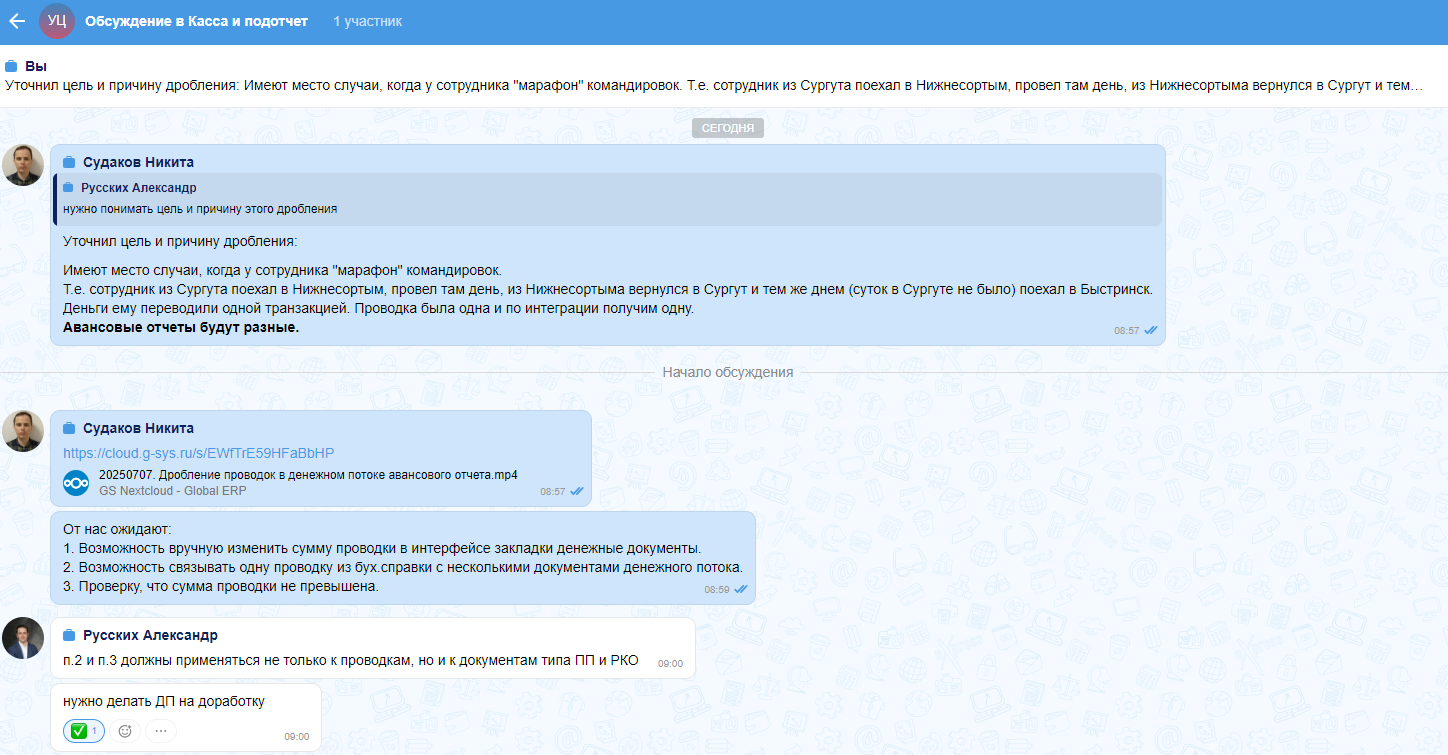 УЦ
Обсуждение в Касса и подотчет 1 участник
Вы
Уточнил цель и причину дробления: Имеют место случаи, когда у сотрудника "марафон" командировок. Т.е. сотрудник из Сургута поехал в Нижнесортым, провел там день, из Нижнесортыма вернулся в Сургут и тем…
СЕГОДНЯ
Судаков Никита
Русских Александр
нужно понимать цель и причину этого дробления
Уточнил цель и причину дробления:
Имеют место случаи, когда у сотрудника "марафон" командировок.
Т.е. сотрудник из Сургута поехал в Нижнесортым, провел там день, из Нижнесортыма вернулся в Сургут и тем же днем (суток в Сургуте не было) поехал в Быстринск.
Деньги ему переводили одной транзакцией. Проводка была одна и по интеграции получим одну.
Авансовые отчеты будут разные.
08:57
Начало обсуждения
Судаков Никита
https://cloud.g-sys.ru/s/EWfTrE59HFaBbHP
20250707. Дробление проводок в денежном потоке авансового отчета.mp4
GS Nextcloud - Global ERP
08:57
От нас ожидают:
1. Возможность вручную изменить сумму проводки в интерфейсе закладки денежные документы.
2. Возможность связывать одну проводку из бух.справки с несколькими документами денежного потока.
3. Проверку, что сумма проводки не превышена.
08:59
Русских Александр
п.2 и п.3 должны применяться не только к проводкам, но и к документам типа ПП и РКО
09:00
нужно делать ДП на доработку
1
09:00